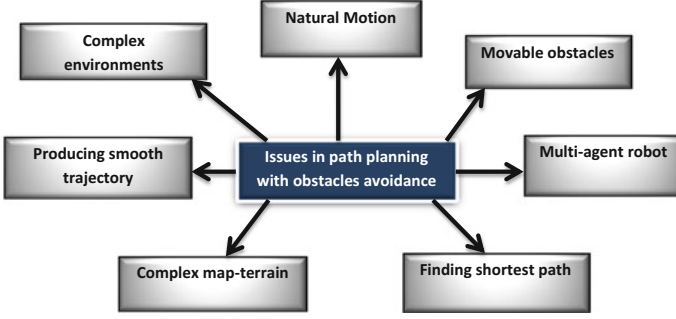 Natural Motion
Complex
environments
Movable obstacles
Producing smooth
trajectory
Issues in path planning
with obstacles avoidance
Multi-agent robot
Complex map-terrain
Finding shortest path